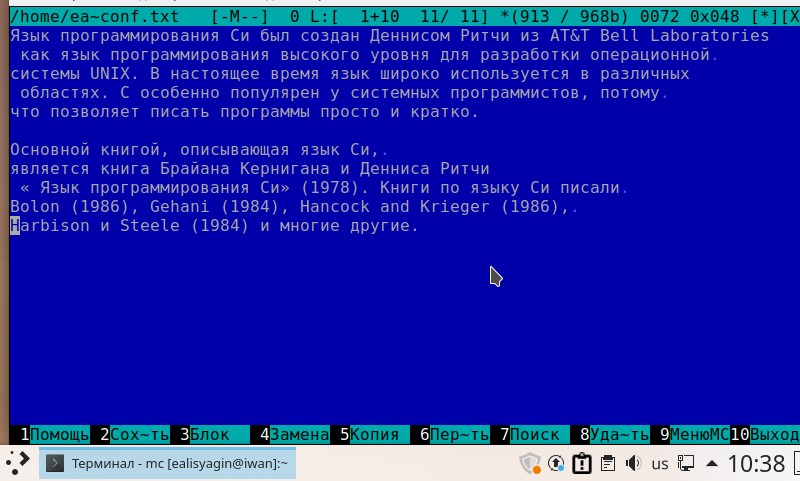 /home/ea~conf.txt [-M--] 0 L:[ 1+10 11/ 11] *(913 / 968b) 0072 0x048 [*][X
Язык программирования Си был создан Деннисом Ритчи из AT&T Bell Laboratories
как язык программирования высокого уровня для разработки операционной.
системы UNIX. В настоящее время язык широко используется в различных
областях. С особенно популярен у системных программистов, потому.
что позволяет писать программы просто и кратко.
Основной книгой, описывающая язык Си,.
является книга Брайана Кернигана и Денниса Ритчи
« Язык программирования Си» (1978). Книги по языку Си писали.
Bolon (1986), Gehani (1984), Hancock and Krieger (1986),.
Harbison и Steele (1984) и многие другие.
1Помощь 2Сох~ть 3Блок 4Замена 5Копия 6Пер~ть 7Поиск 8Уда~ть 9МенюMC 10Выход
Терминал - mc [ealisyagin@iwan]:~ us 10:38